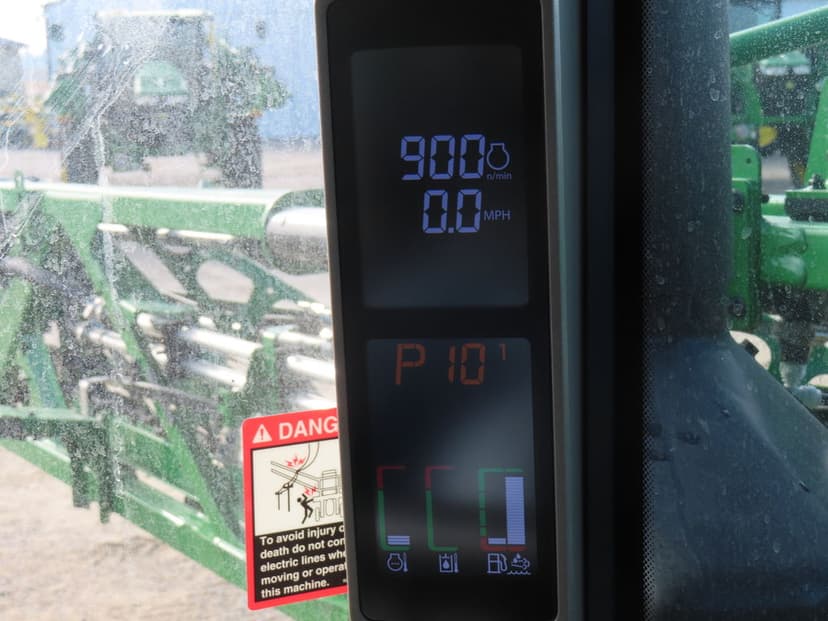 900
n/min
0.0 MPH
P 10 1
DANG
To avoid injury
death do not con
electric lines whe
moving or operat
this machine.